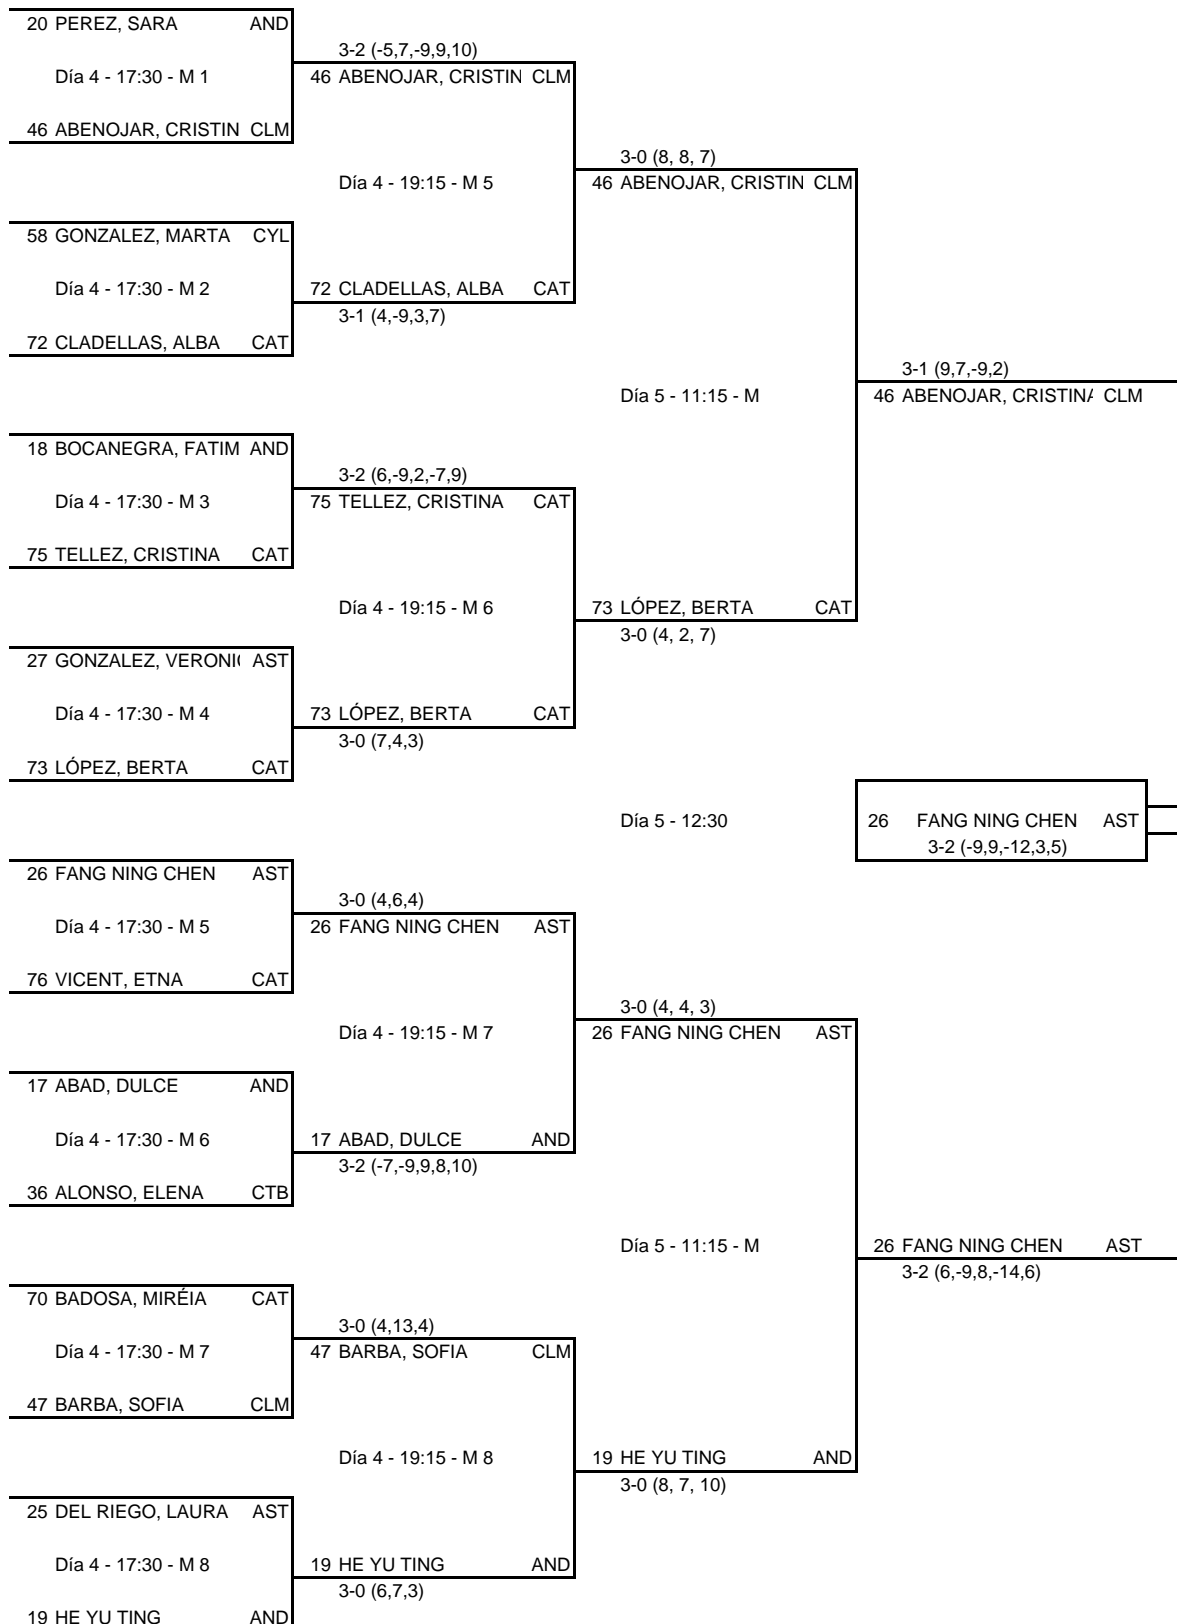 20 PEREZ, SARA AND
3-2 (-5,7,-9,9,10)
Día 4 - 17:30 - M 1
46 ABENOJAR, CRISTIN CLM
46 ABENOJAR, CRISTIN CLM
3-0 (8, 8, 7)
Día 4 - 19:15 - M 5
46 ABENOJAR, CRISTIN CLM
58 GONZALEZ, MARTA CYL
Día 4 - 17:30 - M 2
72 CLADELLAS, ALBA CAT
3-1 (4,-9,3,7)
72 CLADELLAS, ALBA CAT
3-1 (9,7,-9,2)
Día 5 - 11:15 - M
46 ABENOJAR, CRISTINA CLM
18 BOCANEGRA, FATIM AND
3-2 (6,-9,2,-7,9)
Día 4 - 17:30 - M 3
75 TELLEZ, CRISTINA CAT
75 TELLEZ, CRISTINA CAT
Día 4 - 19:15 - M 6
73 LÓPEZ, BERTA CAT
3-0 (4, 2, 7)
27 GONZALEZ, VERONI AST
Día 4 - 17:30 - M 4
73 LÓPEZ, BERTA CAT
3-0 (7,4,3)
73 LÓPEZ, BERTA CAT
Día 5 - 12:30
26 FANG NING CHEN AST
3-2 (-9,9,-12,3,5)
26 FANG NING CHEN AST
3-0 (4,6,4)
Día 4 - 17:30 - M 5
26 FANG NING CHEN AST
76 VICENT, ETNA CAT
3-0 (4, 4, 3)
Día 4 - 19:15 - M 7
26 FANG NING CHEN AST
17 ABAD, DULCE AND
Día 4 - 17:30 - M 6
17 ABAD, DULCE AND
3-2 (-7,-9,9,8,10)
36 ALONSO, ELENA CTB
Día 5 - 11:15 - M
26 FANG NING CHEN AST
3-2 (6,-9,8,-14,6)
70 BADOSA, MIRÉIA CAT
3-0 (4,13,4)
Día 4 - 17:30 - M 7
47 BARBA, SOFIA CLM
47 BARBA, SOFIA CLM
Día 4 - 19:15 - M 8
19 HE YU TING AND
3-0 (8, 7, 10)
25 DEL RIEGO, LAURA AST
Día 4 - 17:30 - M 8
19 HE YU TING AND
3-0 (6,7,3)
19 HE YU TING AND